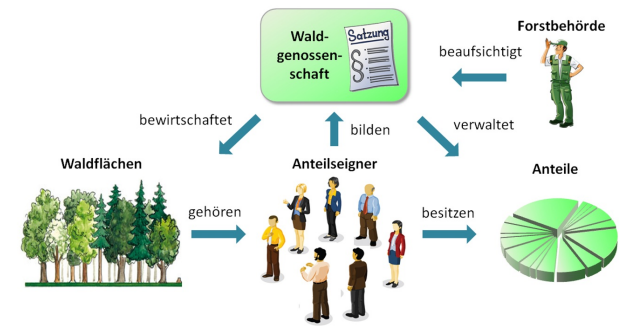 Forstbehörde
Wald-
genossen-
schaft
Satzung
§
beaufsichtigt
bewirtschaftet
bilden
verwaltet
Waldflächen
Anteilseigner
Anteile
gehören
besitzen